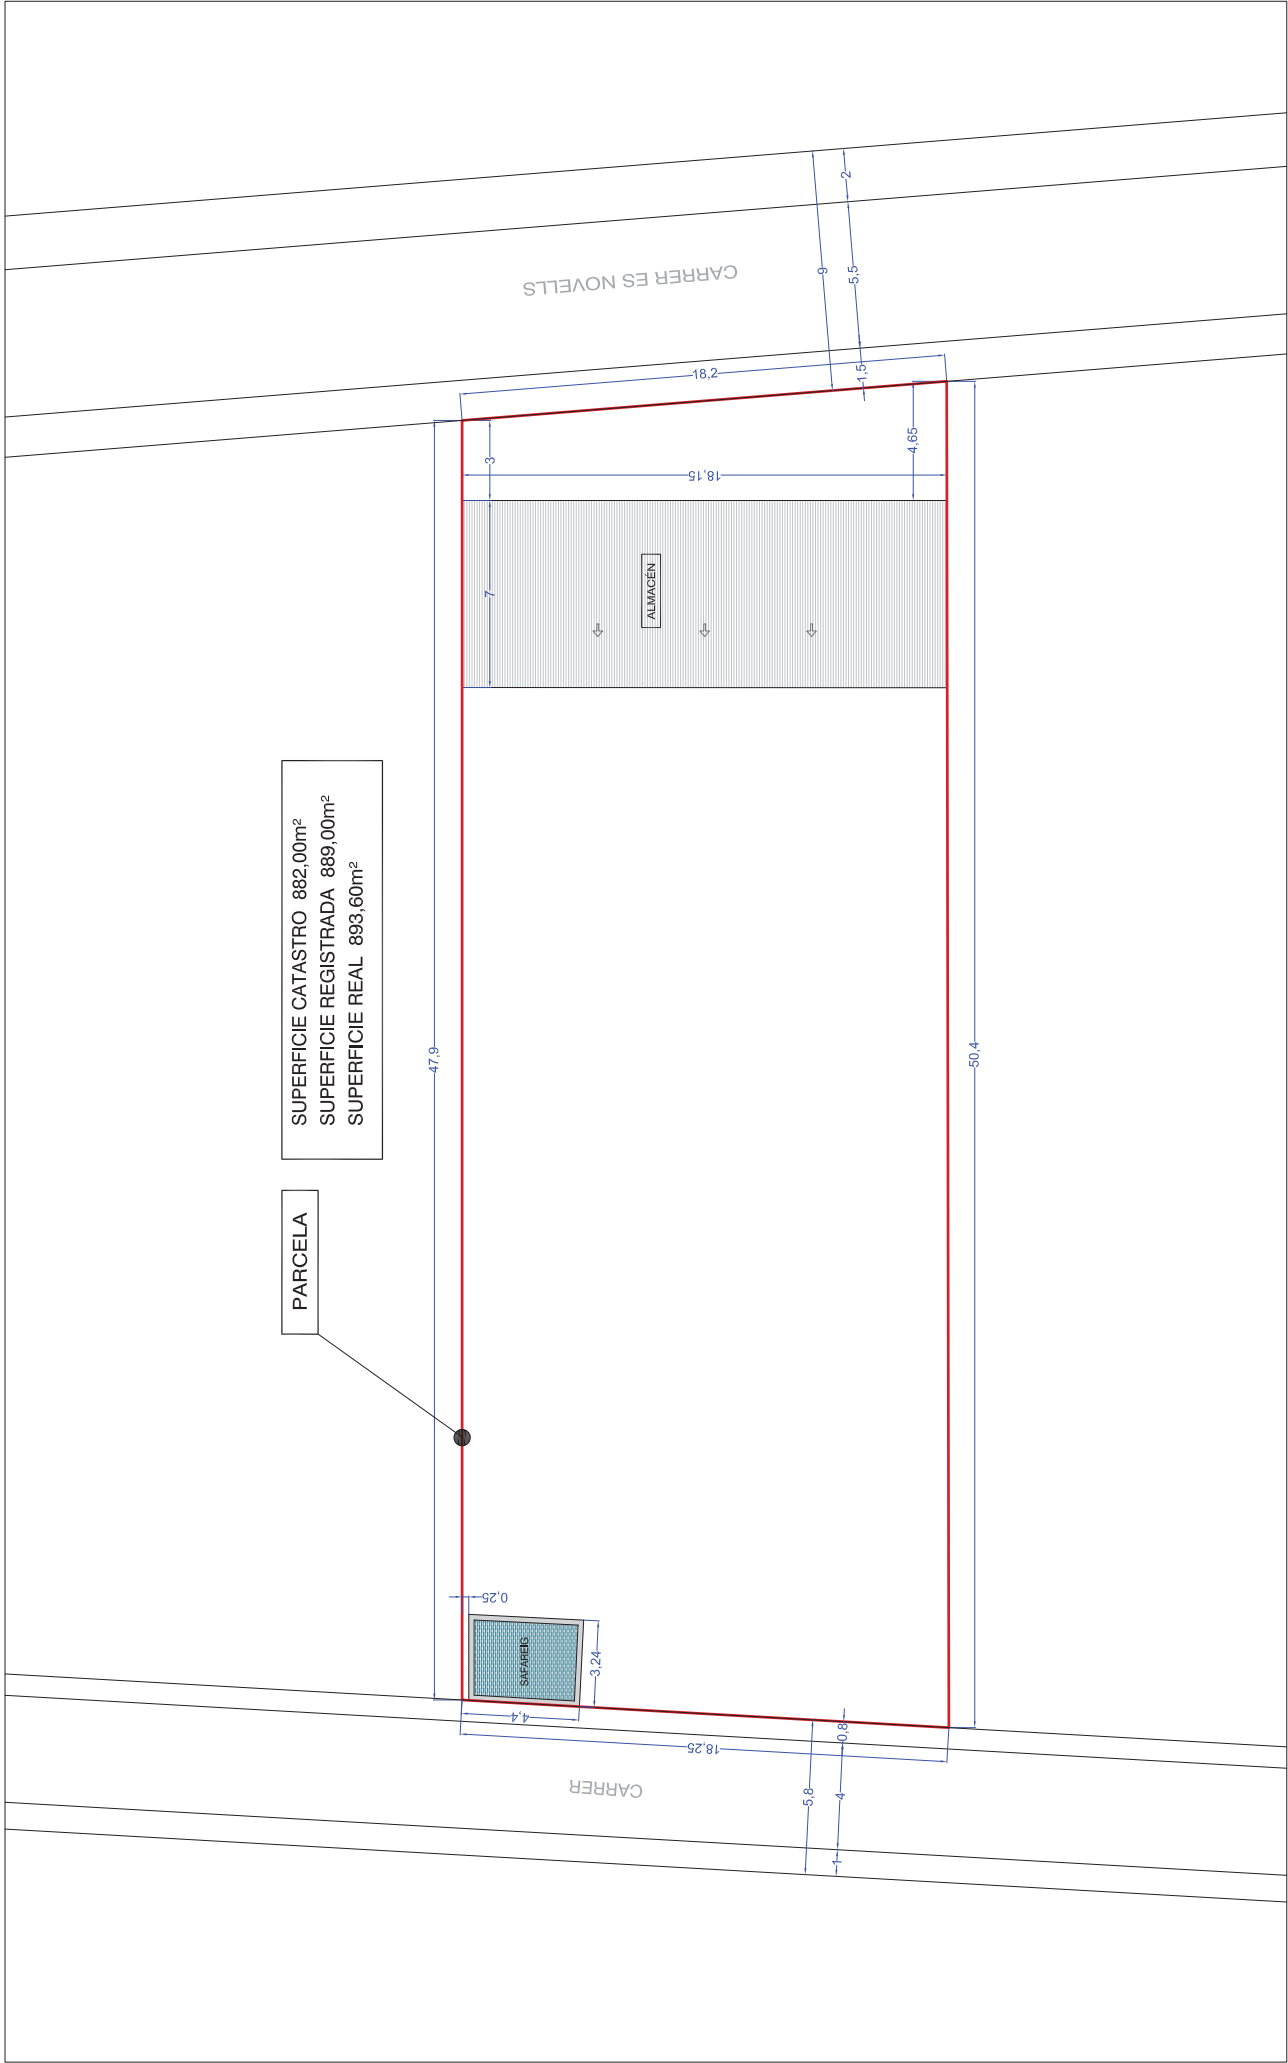 CARRER ES NOVELLS
2
9
5,5
1,5
18,2
3
4,65
18,15
7
ALMACÉN
SUPERFICIE CATASTRO 882,00m²
SUPERFICIE REGISTRADA 889,00m²
SUPERFICIE REAL 893,60m²
47,9
50,4
PARCELA
0,25
SAFAREIG
3,24
4,4
18,25
0,8
CARRER
5,8
4
1